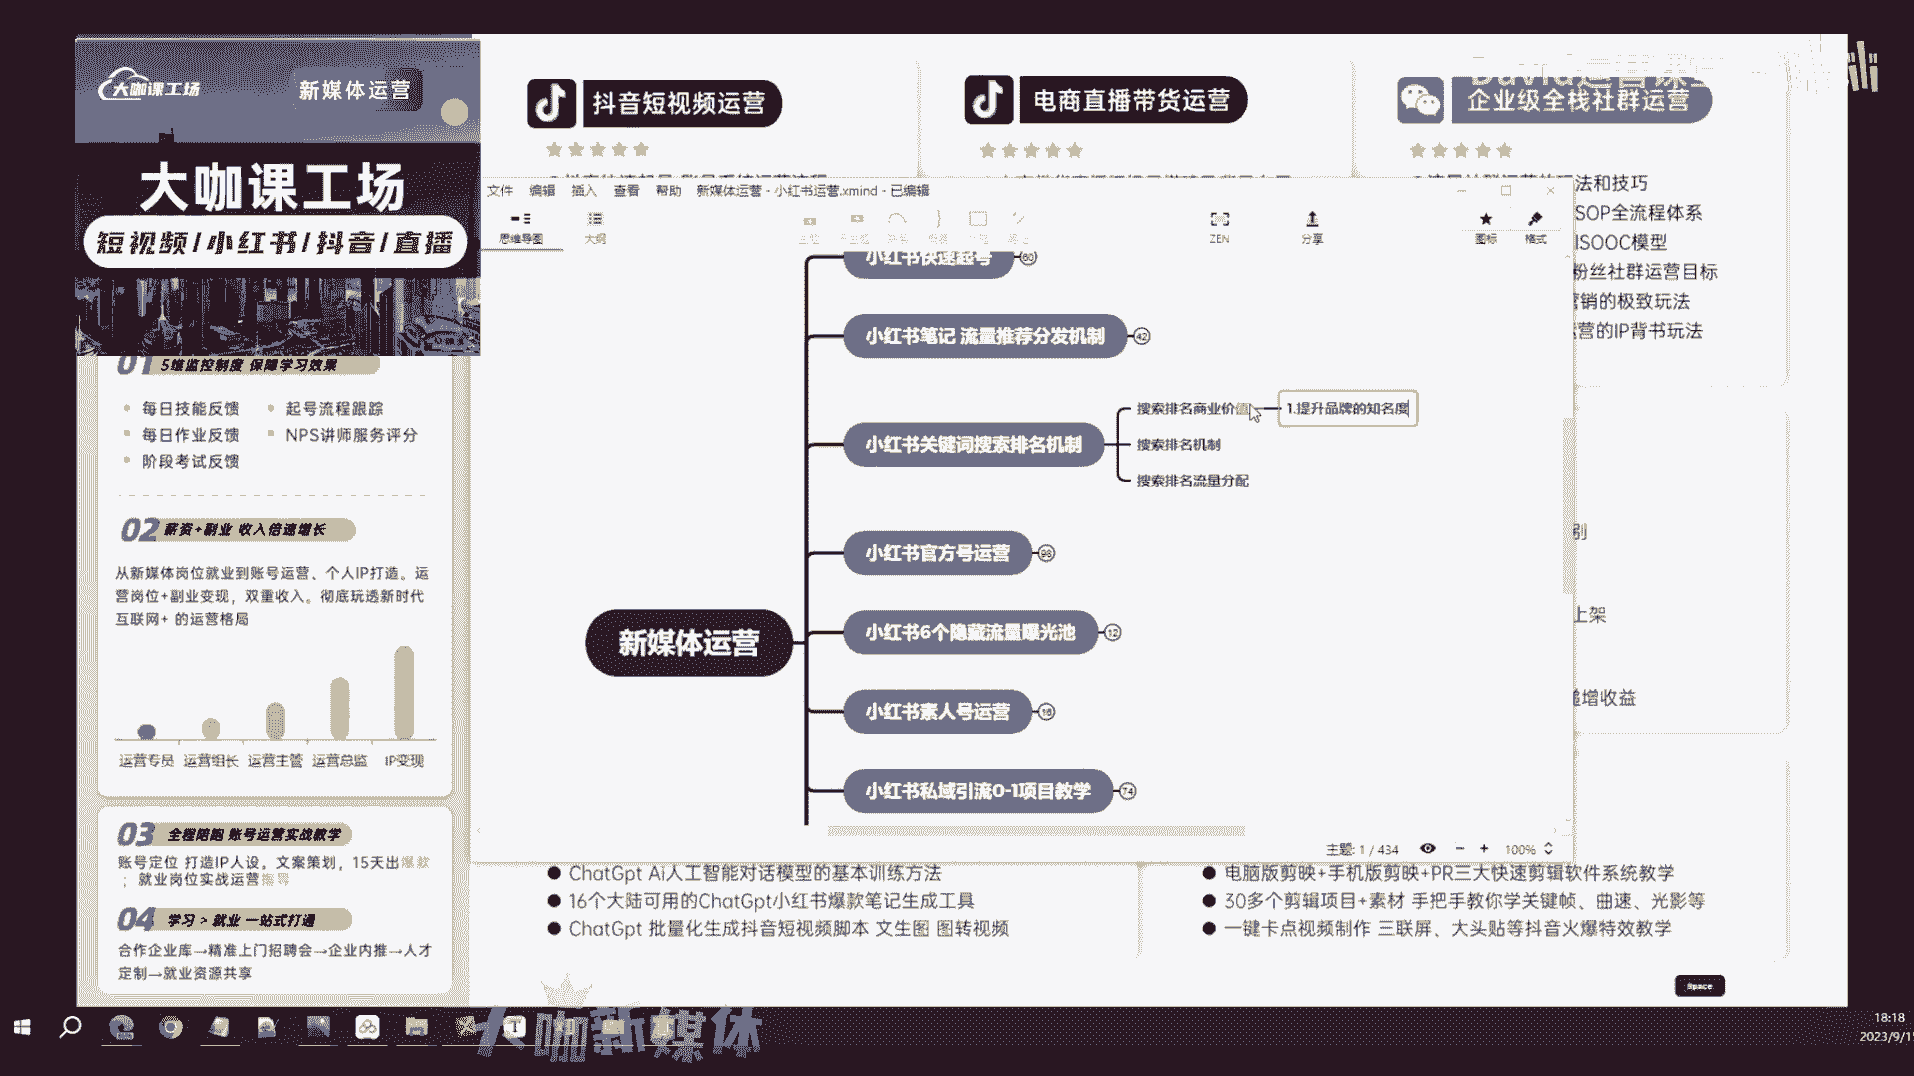 大咖课工场
新媒体运营
大咖课工场
短视频/小红书/抖音/直播
01 5维监控制度 保障学习效果
每日技能反馈
起号流程跟踪
每日作业反馈
NPS讲师服务评分
阶段考试反馈
02 薪资+副业 收入倍速增长
从新媒体岗位就业到账号运营、个人IP打造。运
营岗位+副业变现，双重收入。彻底玩透新时代
互联网+ 的运营格局
运营专员 运营组长 运营主管 运营总监 IP变现
03 全程陪跑 账号运营实战教学
账号定位 打造IP人设，文案策划，15天出爆款
；就业岗位实战运营指导
04 学习 > 就业 一站式打通
合作企业库→精准上门招聘会→企业内推→人才
定制→就业资源共享
抖音短视频运营
电商直播带货运营
企业级全栈社群运营
法和技巧
SOP全流程体系
ISOOC模型
粉丝社群运营目标
营销的极致玩法
运营的IP背书玩法
文件 编辑 插入 查看 帮助 新媒体运营 - 小红书运营.xmind - 已编辑
思维导图 大纲 ZEN 分享 图标 格式
小红书快速起号 60
小红书笔记 流量推荐分发机制 42
小红书关键词搜索排名机制
搜索排名商业价值
1.提升品牌的知名度
搜索排名机制
搜索排名流量分配
小红书官方号运营 98
小红书6个隐藏流量曝光池 12
小红书素人号运营 16
小红书私域引流0-1项目教学 74
新媒体运营
主题: 1 / 434 100%
上架
递增收益
ChatGpt Ai人工智能对话模型的基本训练方法
16个大陆可用的ChatGpt小红书爆款笔记生成工具
ChatGpt 批量化生成抖音短视频脚本 文生图 图转视频
电脑版剪映+手机版剪映+PR三大快速剪辑软件系统教学
30多个剪辑项目+素材 手把手教你学关键帧、曲速、光影等
一键卡点视频制作 三联屏、大头贴等抖音火爆特效教学
Space
大咖新媒体
18:18